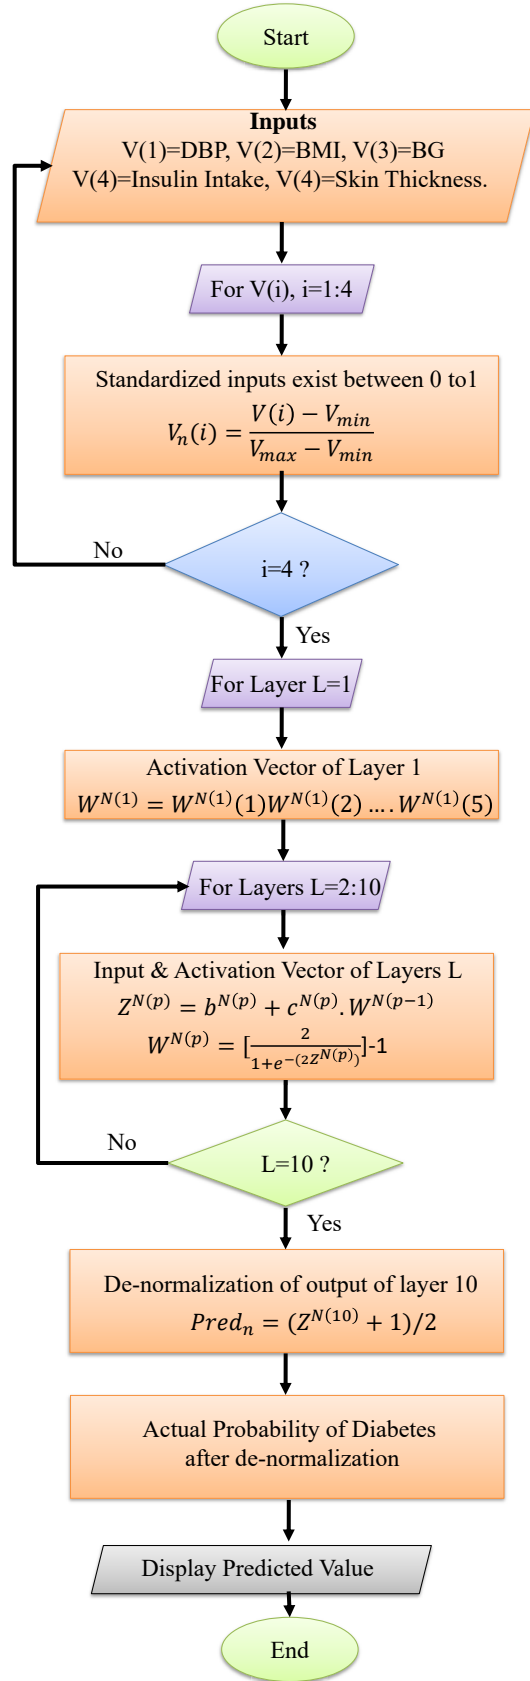 Start
Inputs
V(1)=DBP, V(2)=BMI, V(3)=BG
V(4)=Insulin Intake, V(4)=Skin Thickness.
For V(i), i=1:4
Standardized inputs exist between 0 to1
Vₙ(i) = (V(i) − V_min)/(V_max − V_min)
i=4 ?
No
Yes
For Layer L=1
Activation Vector of Layer 1
W^{N(1)} = W^{N(1)}(1)W^{N(1)}(2) .... W^{N(1)}(5)
For Layers L=2:10
Input & Activation Vector of Layers L
Z^{N(p)} = b^{N(p)} + c^{N(p)}. W^{N(p−1)}
W^{N(p)} = [2/(1+e^{−(2Z^{N(p)})})]-1
No
L=10 ?
Yes
De-normalization of output of layer 10
Pred_n = (Z^{N(10)} + 1)/2
Actual Probability of Diabetes
after de-normalization
Display Predicted Value
End